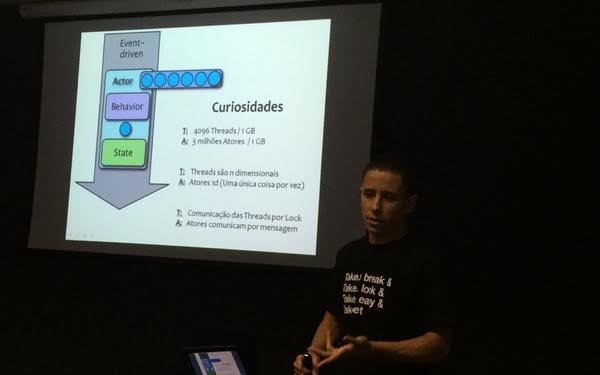 Event-
driven
Actor
Behavior
State
Curiosidades
T: 4096 Threads / 1 GB
A: 3 milhões Atores / 1 GB
T: Threads são n dimensionais
A: Atores 1d (Uma única coisa por vez)
T: Comunicação das Threads por Lock
A: Atores comunicam por mensagem
break &
&
&